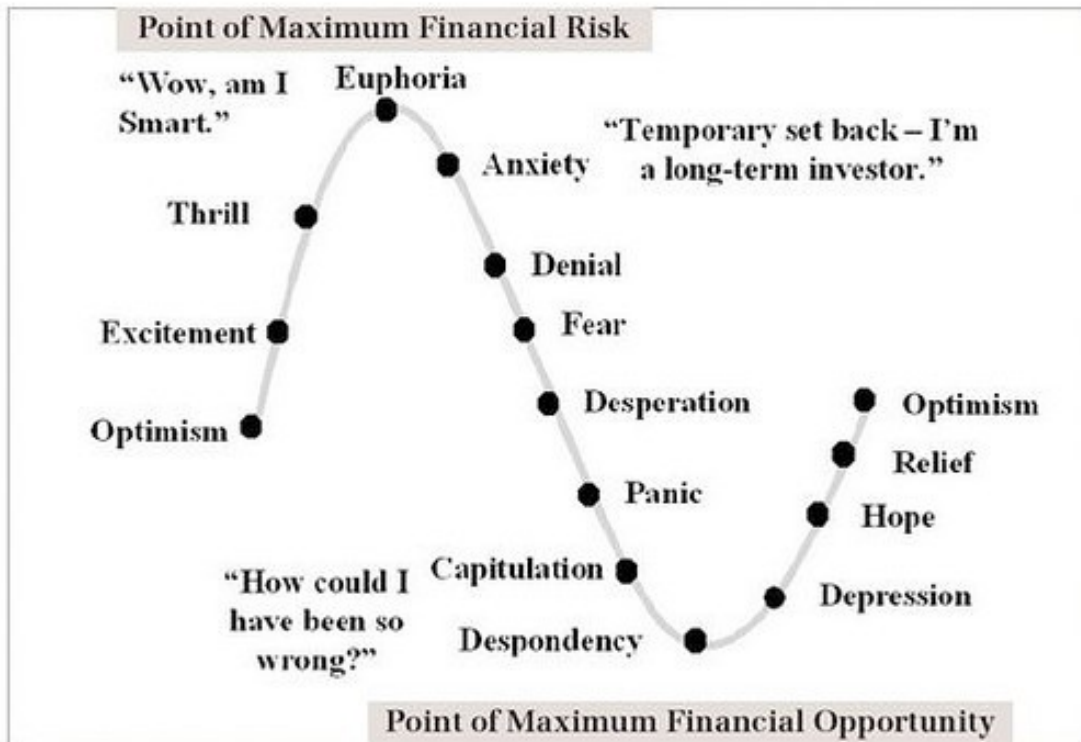 Point of Maximum Financial Risk
“Wow, am I
Smart.”
Euphoria
“Temporary set back – I’m
a long-term investor.”
Anxiety
Thrill
Denial
Excitement
Fear
Optimism
Desperation
Optimism
Relief
Panic
Hope
“How could I
have been so
wrong?”
Capitulation
Depression
Despondency
Point of Maximum Financial Opportunity